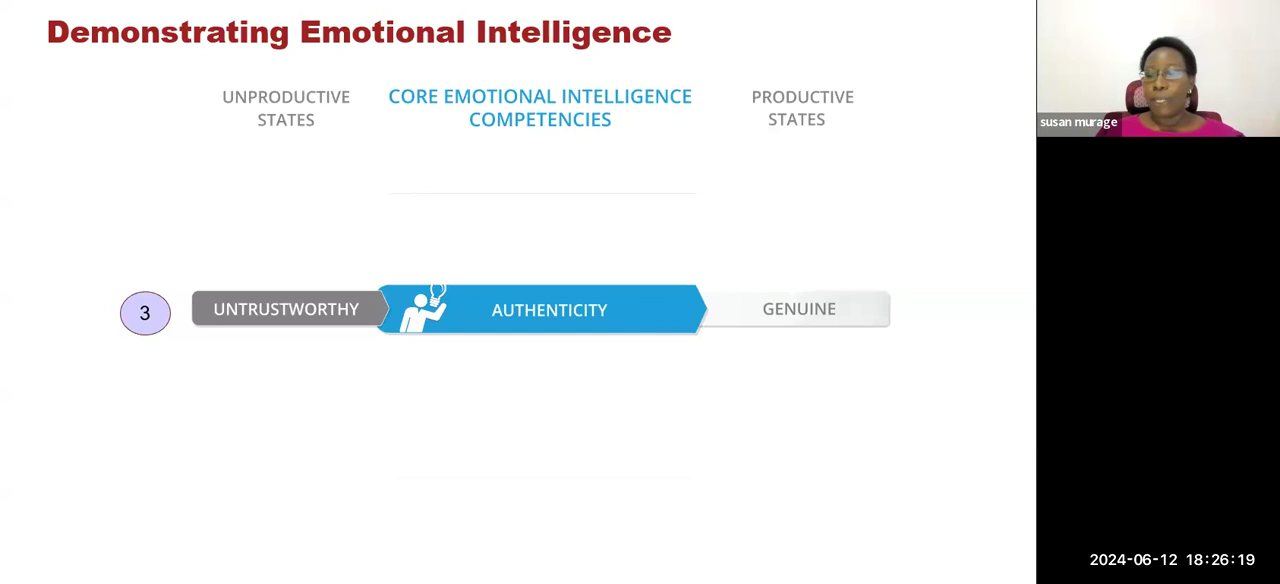 Demonstrating Emotional Intelligence
UNPRODUCTIVE
STATES
CORE EMOTIONAL INTELLIGENCE
COMPETENCIES
PRODUCTIVE
STATES
susan murage
3
UNTRUSTWORTHY
AUTHENTICITY
GENUINE
2024-06-12 18:26:19